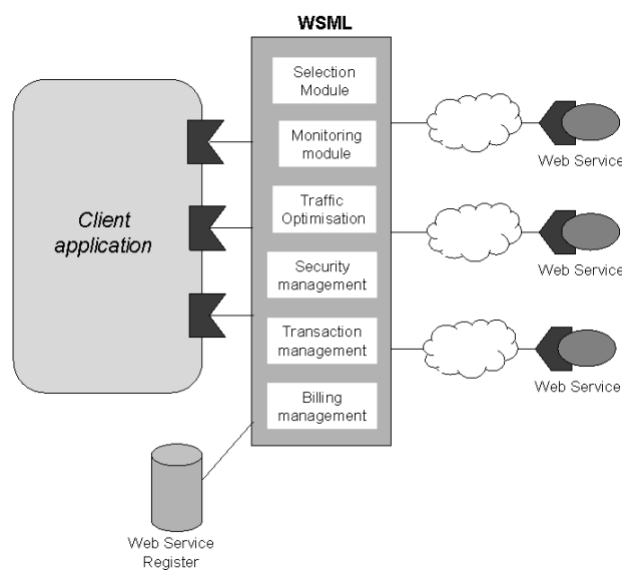 WSML
Selection
Module
Monitoring
module
Traffic
Optimisation
Security
management
Transaction
management
Billing
management
Client
application
Web Service
Web Service
Web Service
Web Service
Register